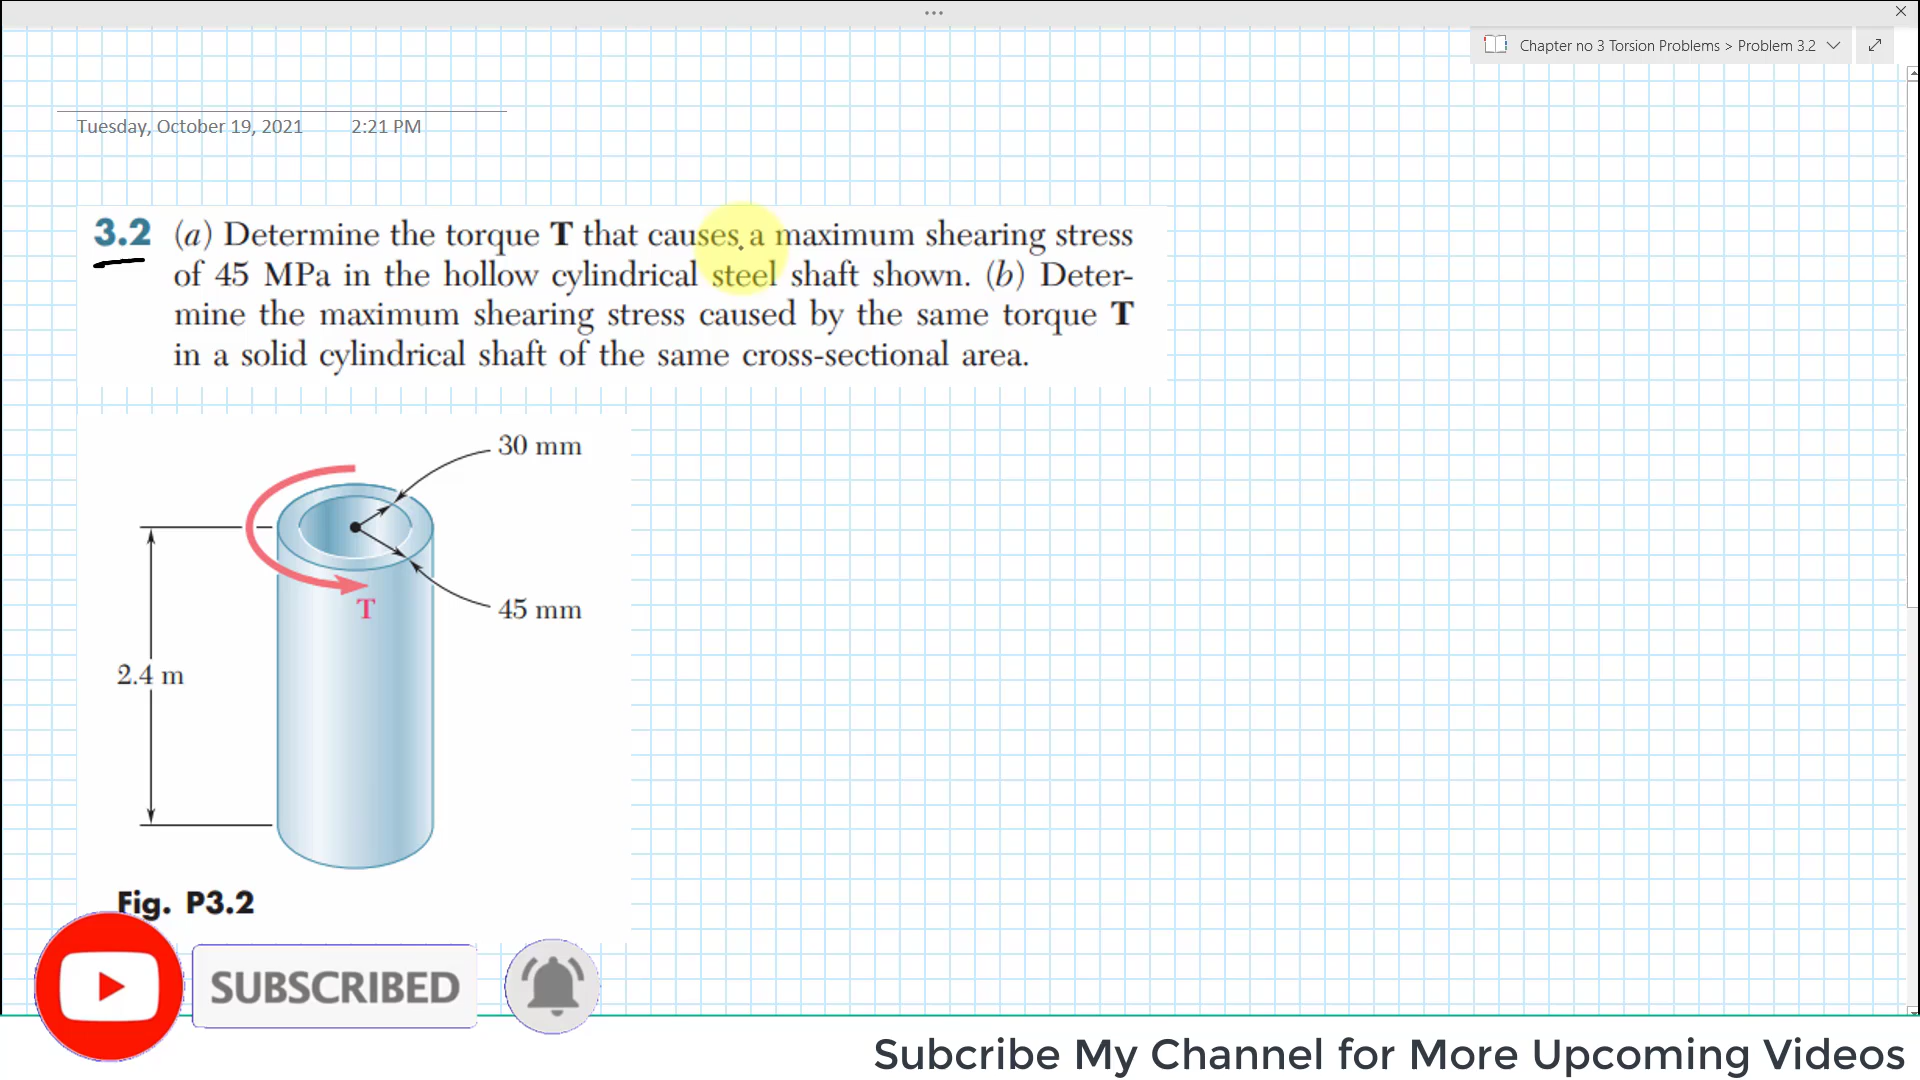 Chapter no 3 Torsion Problems > Problem 3.2
Tuesday, October 19, 2021 2:21 PM
3.2 (a) Determine the torque T that causes a maximum shearing stress
of 45 MPa in the hollow cylindrical steel shaft shown. (b) Deter-
mine the maximum shearing stress caused by the same torque T
in a solid cylindrical shaft of the same cross-sectional area.
30 mm
T
45 mm
2.4 m
Fig. P3.2
SUBSCRIBED
Subcribe My Channel for More Upcoming Videos